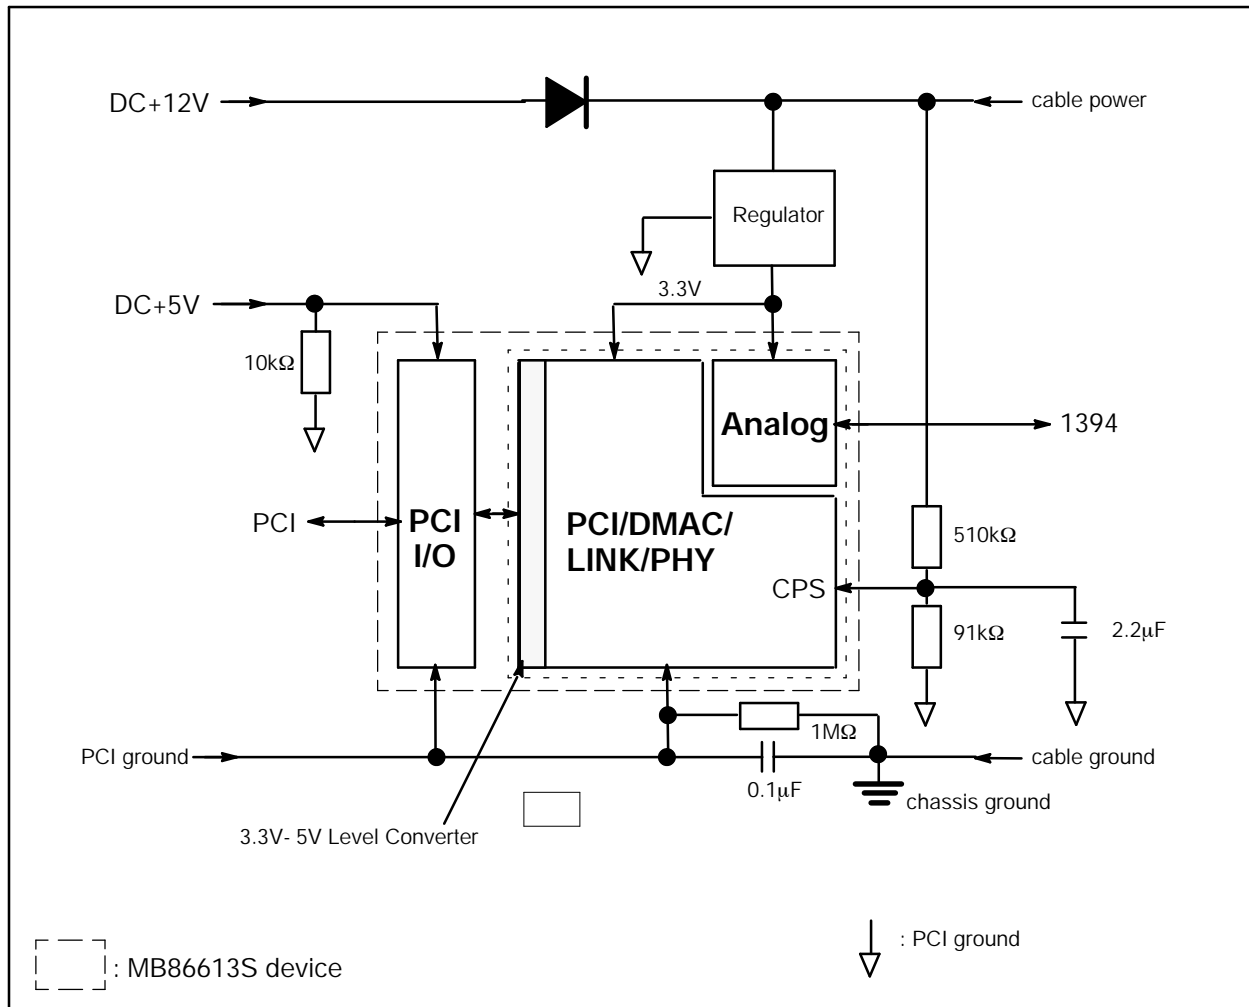 DC+12V
cable power
Regulator
3.3V
DC+5V
10kΩ
Analog
1394
PCI
PCI
I/O
PCI/DMAC/
LINK/PHY
510kΩ
CPS
91kΩ
2.2μF
1MΩ
PCI ground
cable ground
0.1μF
chassis ground
3.3V- 5V Level Converter
: PCI ground
: MB86613S device